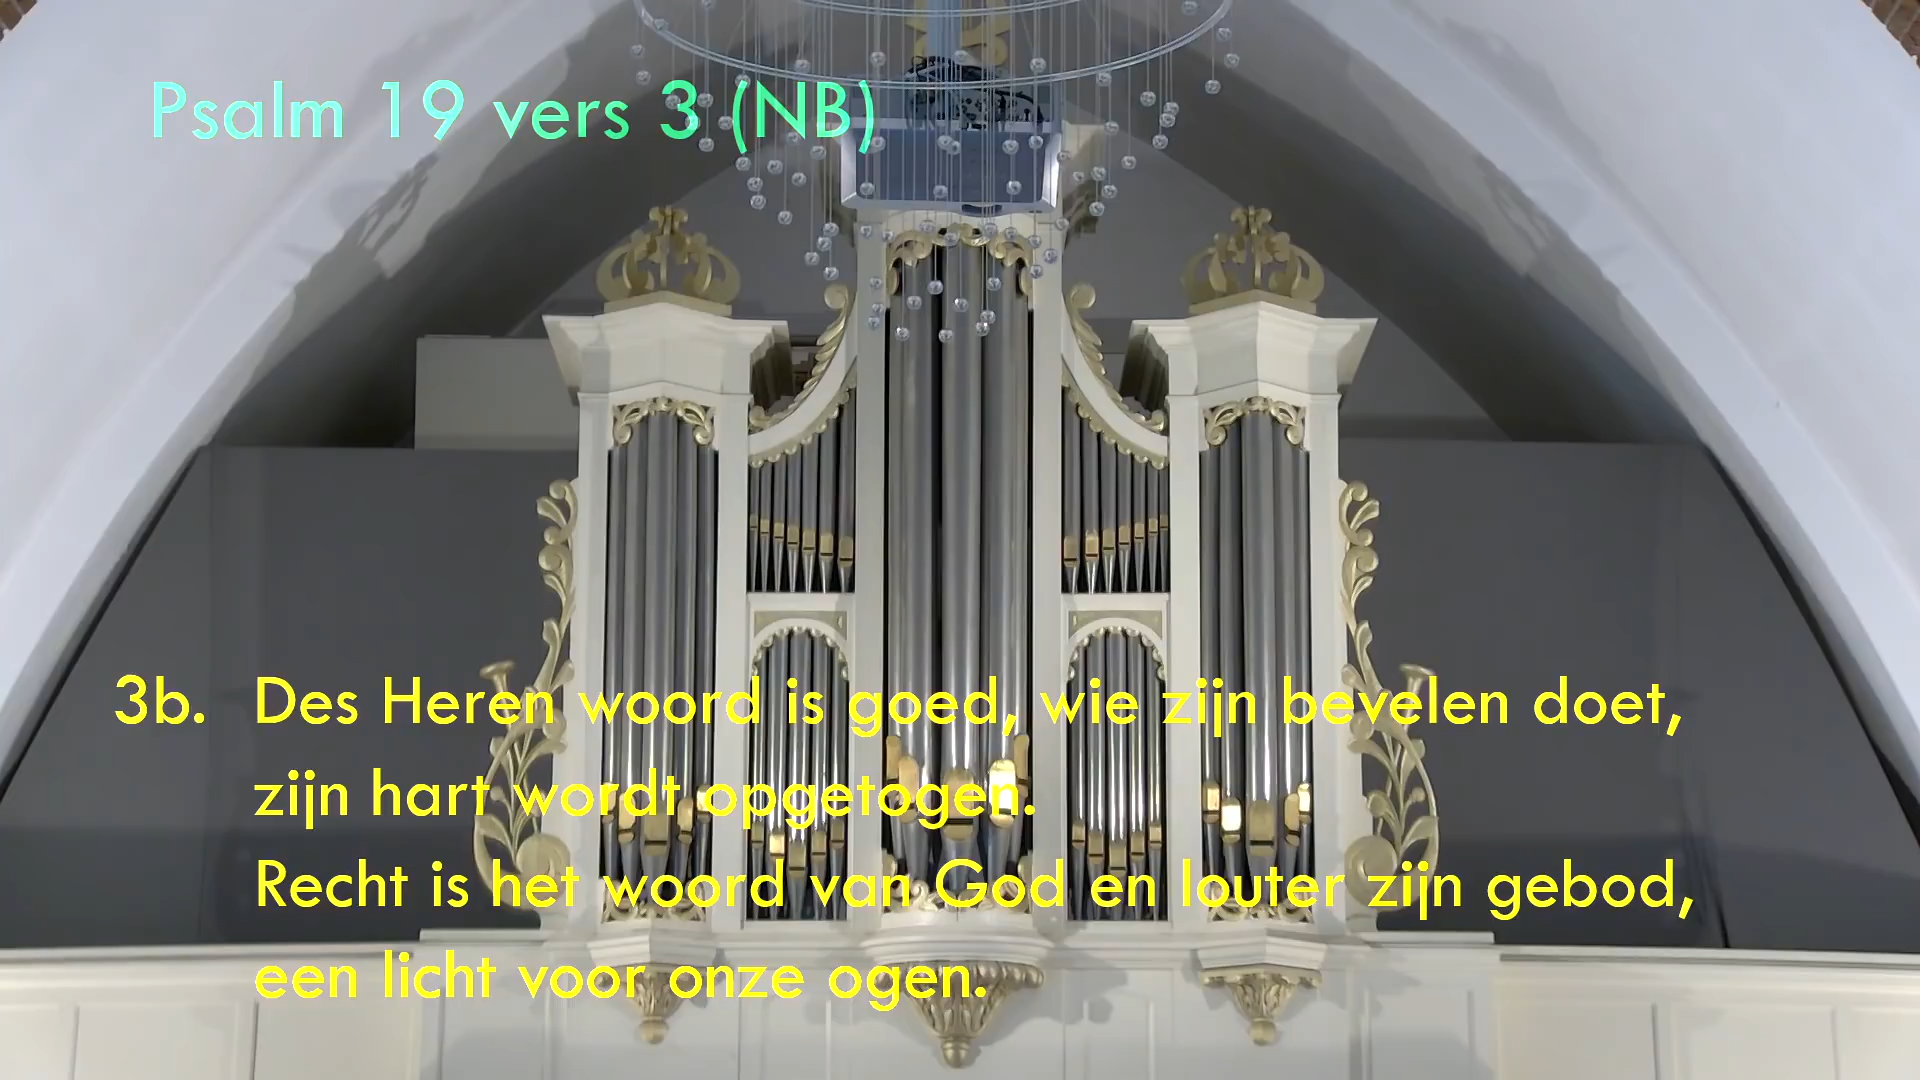 Psalm 19 vers 3 (NB)
3b. Des Heren woord is goed, wie zijn bevelen doet,
zijn hart wordt opgetogen.
Recht is het woord van God en louter zijn gebod,
een licht voor onze ogen.